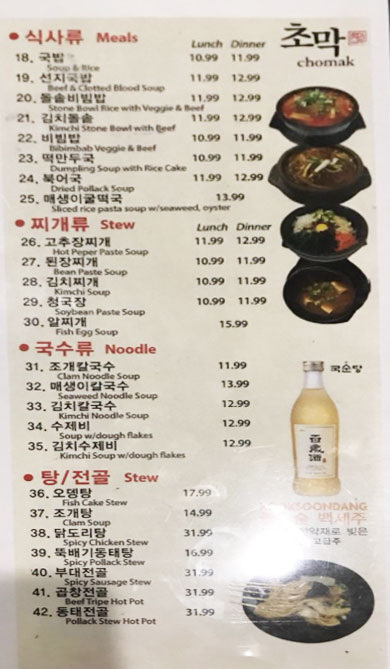 식사류 Meals Lunch Dinner
초막
chomak
18. 국밥 10.99 11.99
Soup & Rice
19. 선지국밥 11.99 12.99
Beef & Clotted Blood Soup
20. 돌솥비빔밥 11.99 12.99
Stone Bowl Rice with Veggie & Beef
21. 김치돌솥 11.99 12.99
Kimchi Stone Bowl with Beef
22. 비빔밥 10.99 11.99
Bibimbab Veggie & Beef
23. 떡만두국 10.99 11.99
Dumpling Soup with Rice Cake
24. 북어국 11.99 12.99
Dried Pollack Soup
25. 매생이굴떡국 13.99
Sliced rice pasta soup w/seaweed, oyster
찌개류 Stew Lunch Dinner
26. 고추장찌개 11.99 12.99
Hot Peper Paste Soup
27. 된장찌개 10.99 11.99
Bean Paste Soup
28. 김치찌개 10.99 11.99
Kimchi Soup
29. 청국장 10.99 11.99
Soybean Paste Soup
30. 알찌개 15.99
Fish Egg Soup
국수류 Noodle
31. 조개칼국수 11.99
Clam Noodle Soup
32. 매생이칼국수 13.99
Seaweed Noodle Soup
33. 김치칼국수 12.99
Kimchi Noodle Soup
34. 수제비 12.99
Soup w/dough flakes
35. 김치수제비 12.99
Kimchi Soup w/dough flakes
국순당
百歲酒
KSOONDANG
술 백세주
한약재로 빚은
고급주
탕/전골 Stew
36. 오뎅탕 17.99
Fish Cake Stew
37. 조개탕 14.99
Clam Soup
38. 닭도리탕 31.99
Spicy Chicken Stew
39. 뚝배기동태탕 16.99
Spicy Pollack Stew
40. 부대전골 31.99
Spicy Sausage Stew
41. 곱창전골 31.99
Beef Tripe Hot Pot
42. 동태전골 31.99
Pollack Stew Hot Pot